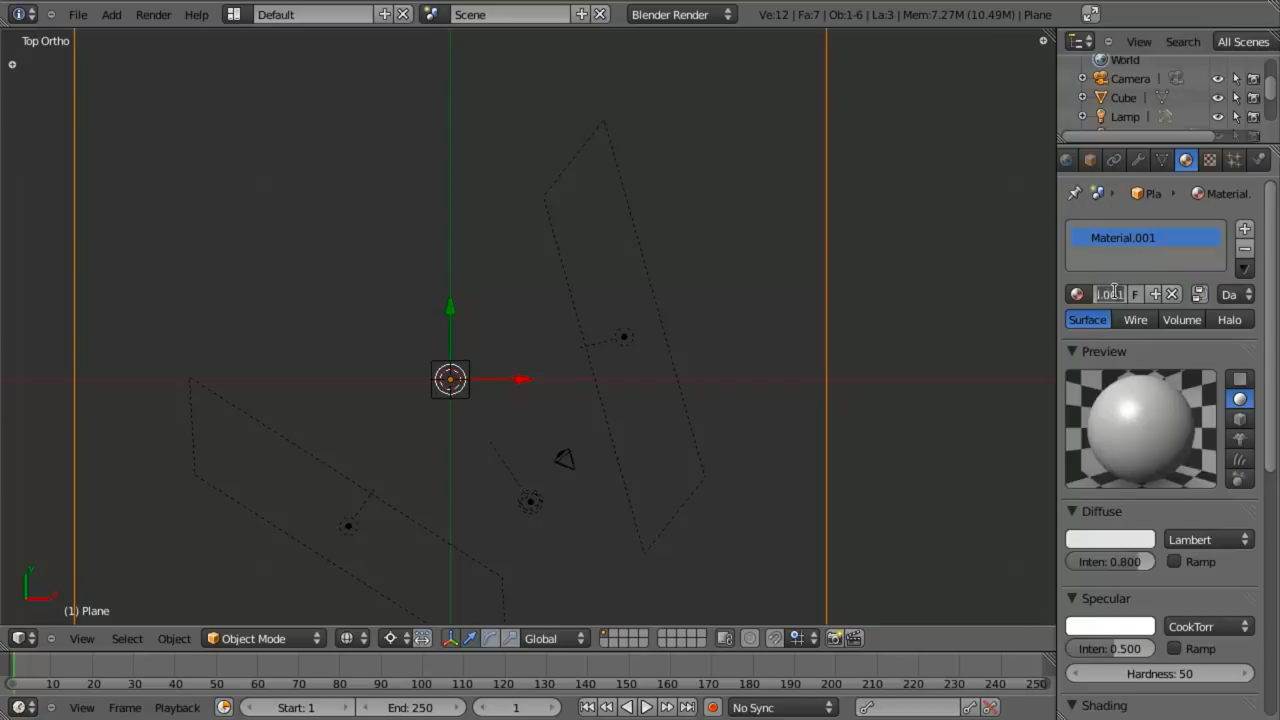 File Add Render Help Default Scene Blender Render Ve:12 | Fa:7 | Ob:1-6 | La:3 | Mem:7.27M (10.49M) | Plane
Top Ortho
View Search All Scenes
World
Camera
Cube
Lamp
Pla Material.
Material.001
F Da
Surface Wire Volume Halo
Preview
Diffuse
Lambert
Inten: 0.800 Ramp
Specular
CookTorr
Inten: 0.500 Ramp
Hardness: 50
Shading
y
x
(1) Plane
View Select Object Object Mode Global
10 20 30 40 50 60 70 80 90 100 110 120 130 140 150 160 170 180 190 200 210 220 230 240 250
View Frame Playback Start: 1 End: 250 1 No Sync